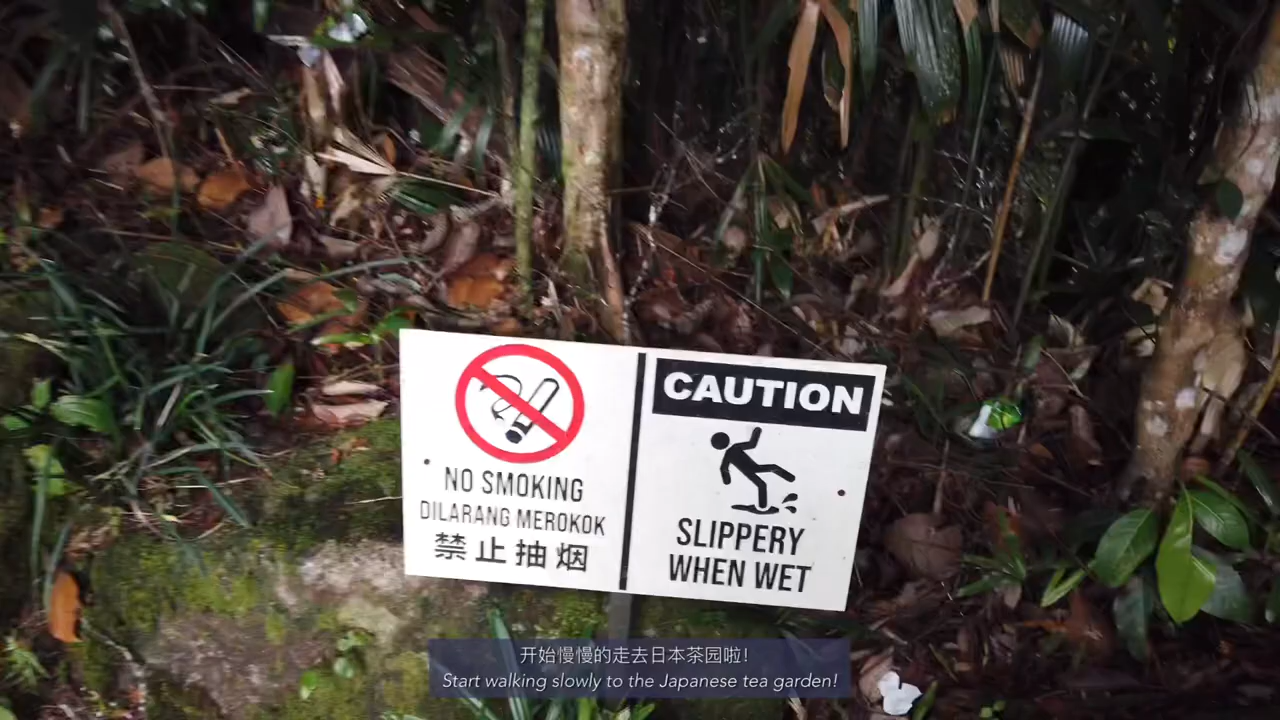 NO SMOKING
DILARANG MEROKOK
禁止抽烟
CAUTION
SLIPPERY
WHEN WET
开始慢慢的走去日本茶园啦!
Start walking slowly to the Japanese tea garden!